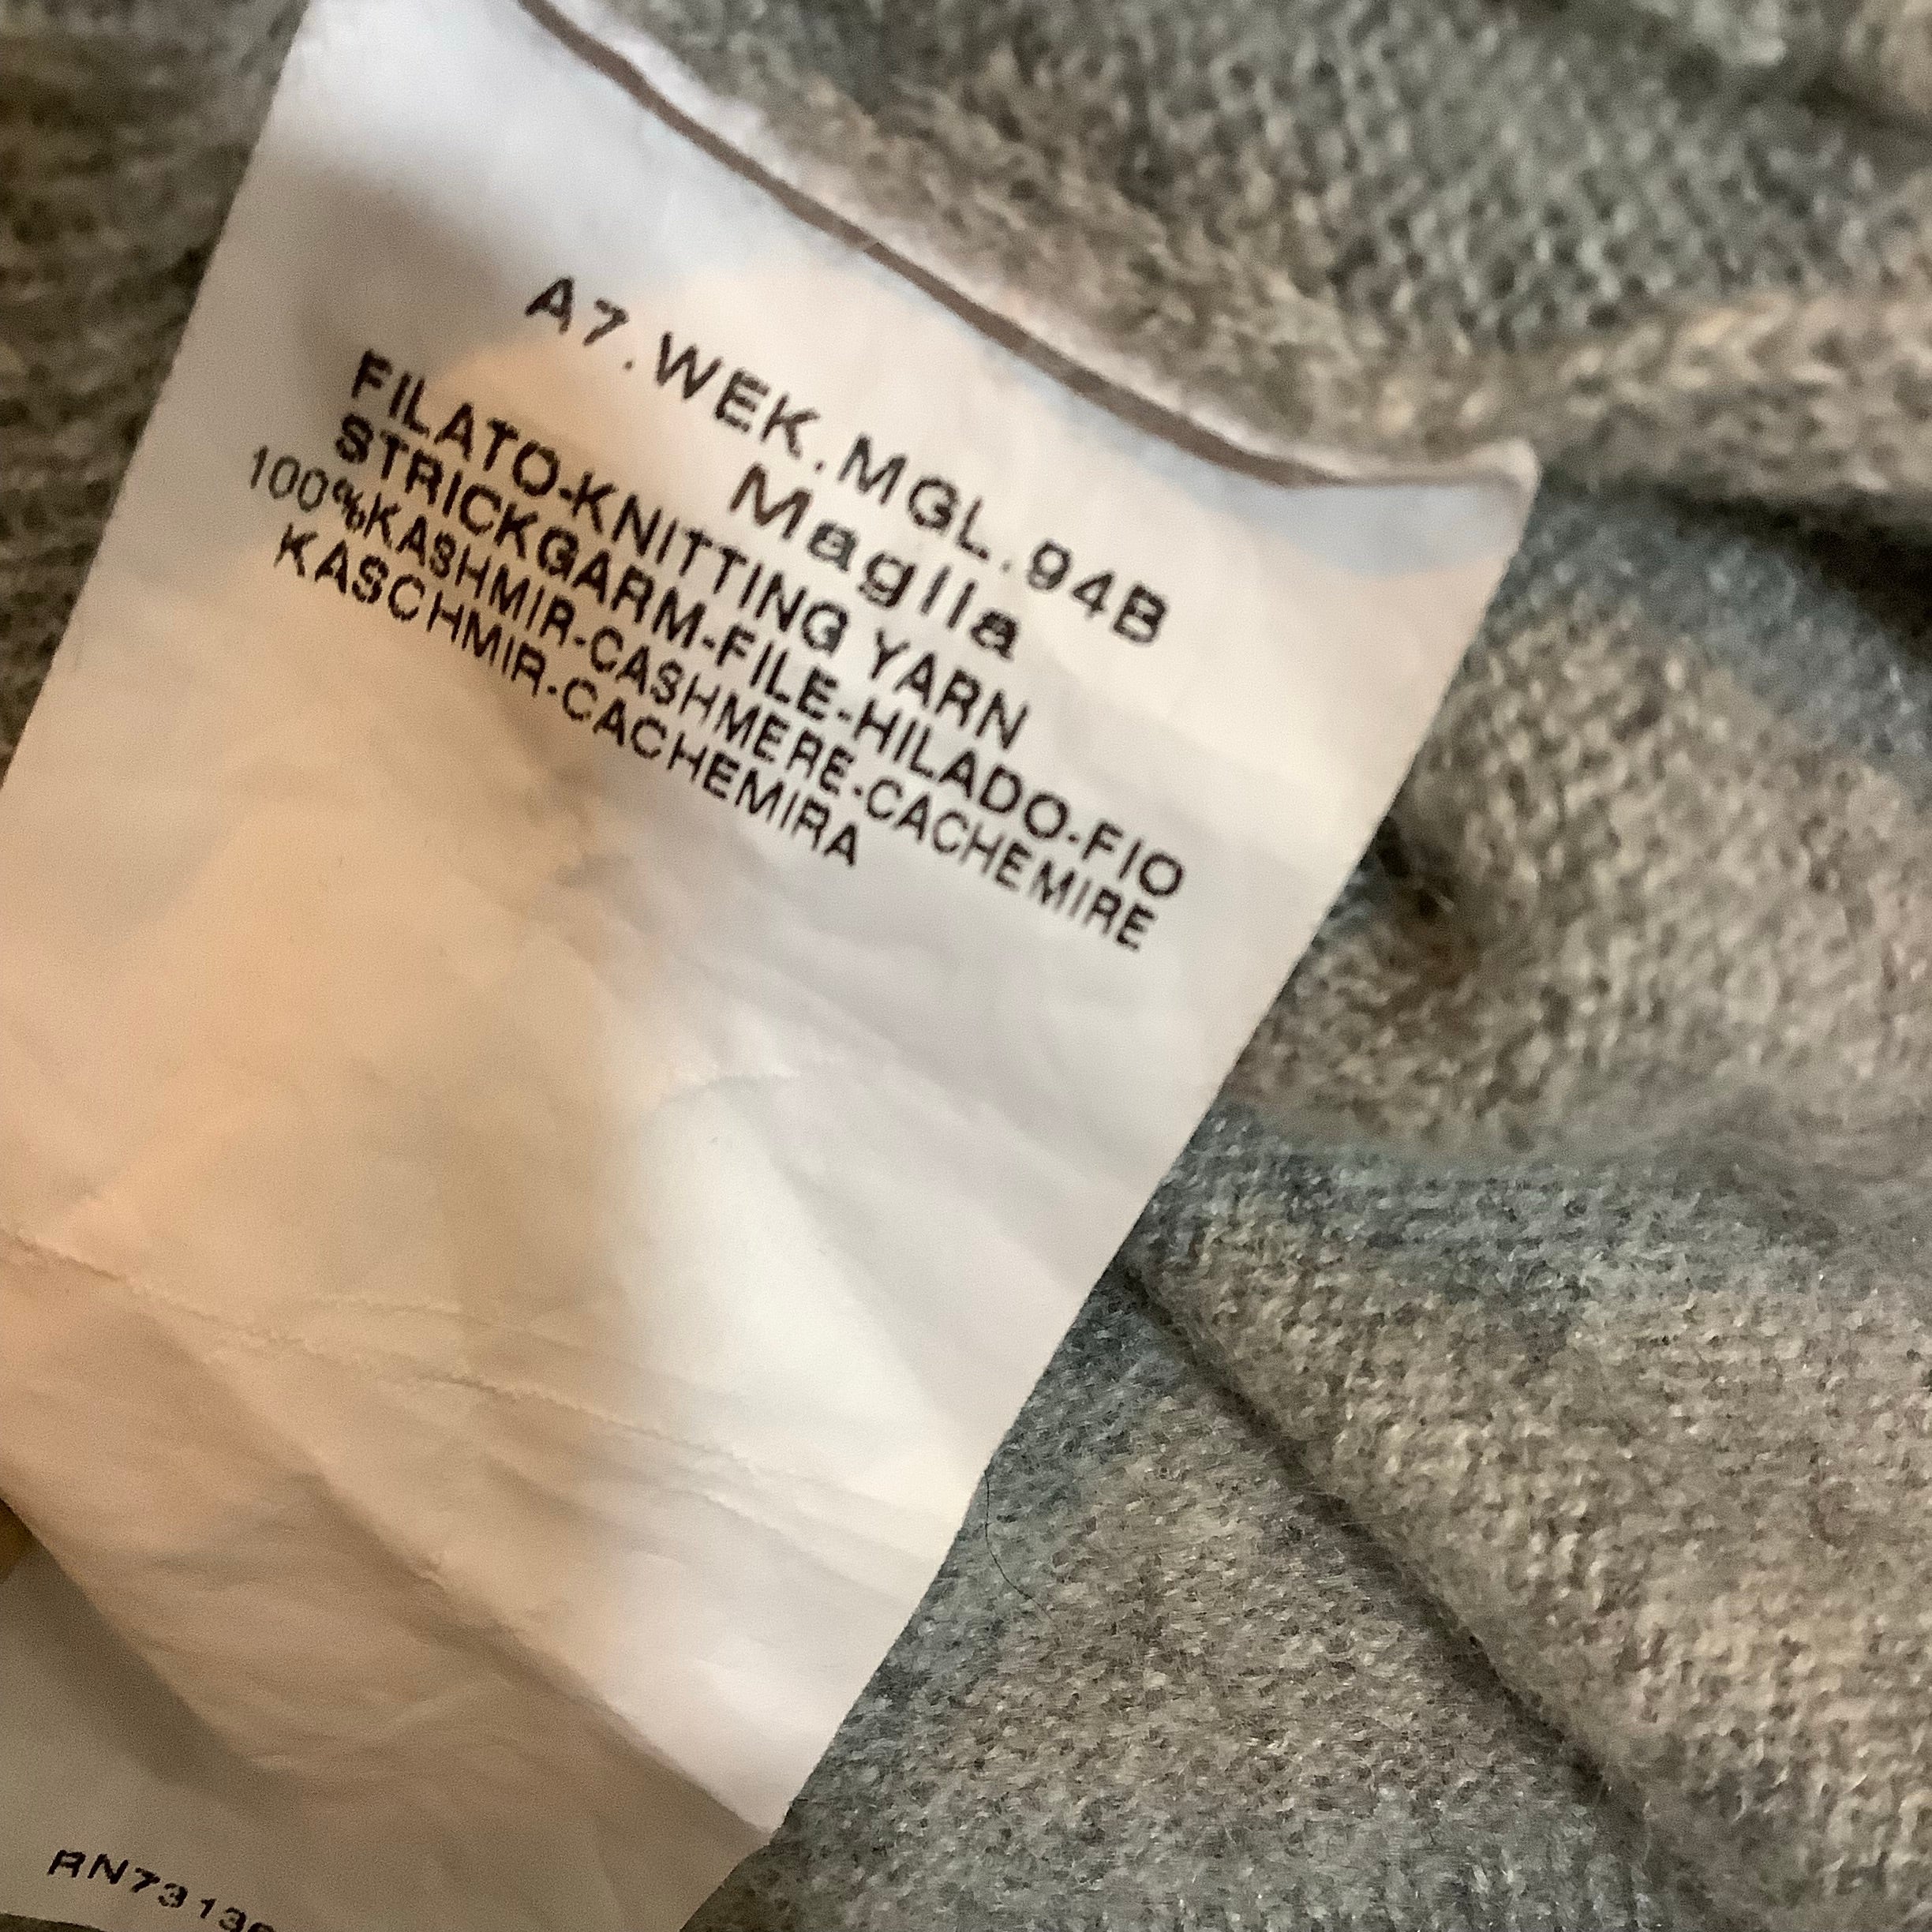 A7.WEK.MGL.94B
Maglia
FILATO-KNITTING YARN
STRICKGARM-FILE-HILADO-FIO
100%KASHMIR-CASHMERE-CACHEMIRE
KASCHMIR-CACHEMIRA